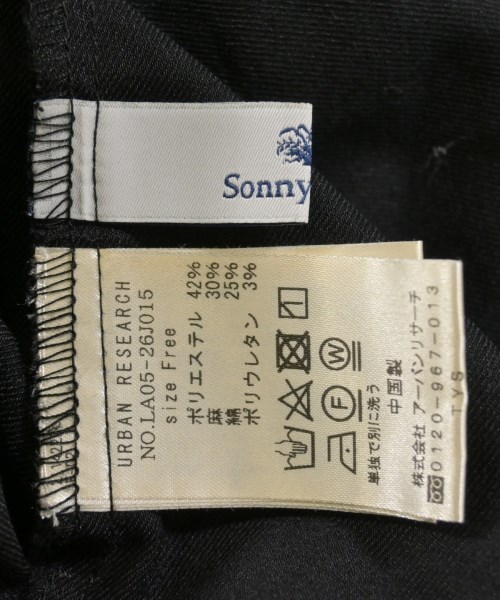 Sonny
URBAN RESEARCH
NO.LA05-26J015
size Free
ポリエステル 42%
麻 30%
綿 25%
ポリウレタン 3%
単独で別に洗う
中国製
株式会社 アーバンリサーチ
0120-967-013
TYS